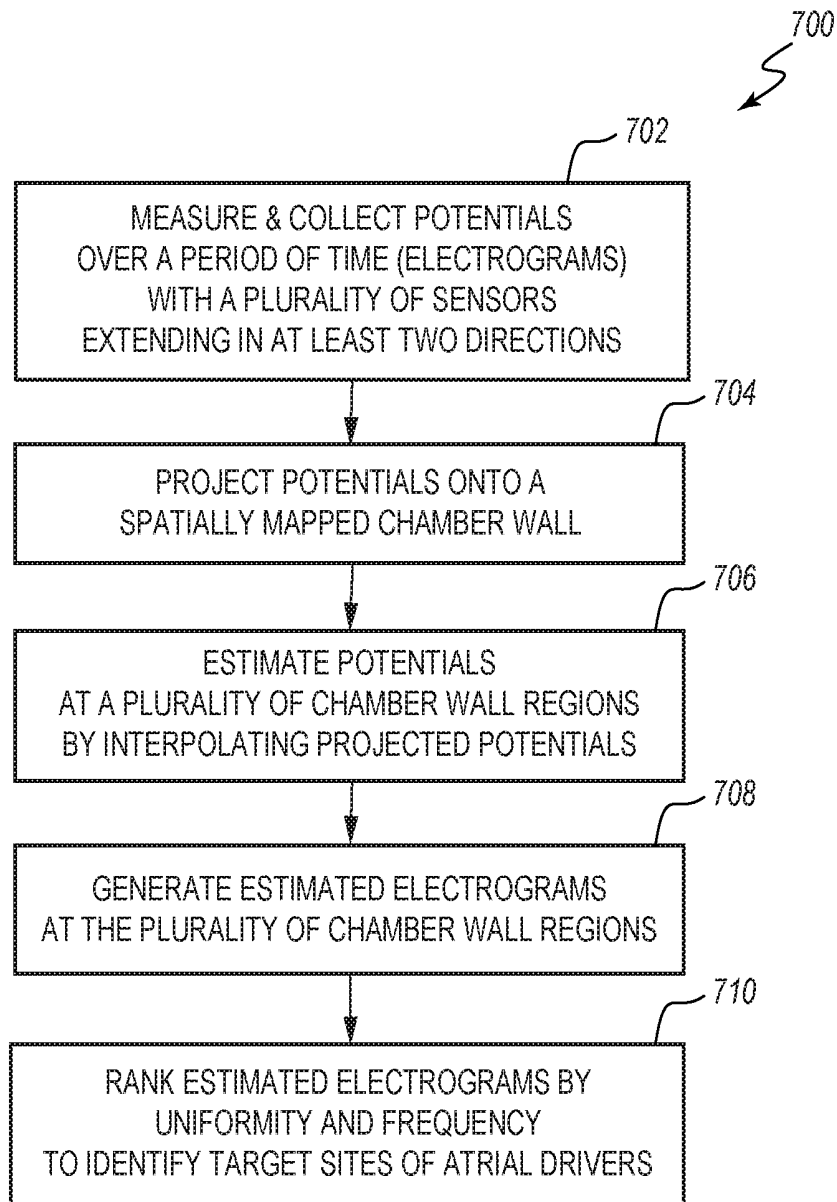 700
702
MEASURE & COLLECT POTENTIALS
OVER A PERIOD OF TIME (ELECTROGRAMS)
WITH A PLURALITY OF SENSORS
EXTENDING IN AT LEAST TWO DIRECTIONS
704
PROJECT POTENTIALS ONTO A
SPATIALLY MAPPED CHAMBER WALL
706
ESTIMATE POTENTIALS
AT A PLURALITY OF CHAMBER WALL REGIONS
BY INTERPOLATING PROJECTED POTENTIALS
708
GENERATE ESTIMATED ELECTROGRAMS
AT THE PLURALITY OF CHAMBER WALL REGIONS
710
RANK ESTIMATED ELECTROGRAMS BY
UNIFORMITY AND FREQUENCY
TO IDENTIFY TARGET SITES OF ATRIAL DRIVERS